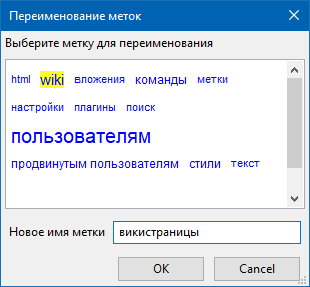 Переименование меток
Выберите метку для переименования
html wiki вложения команды метки
настройки плагины поиск
пользователям
продвинутым пользователям стили текст
Новое имя метки викистраницы
OK Cancel